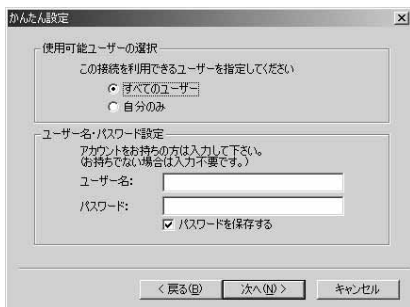 かんたん設定
使用可能ユーザーの選択
この接続を利用できるユーザーを指定してください
すべてのユーザー
自分のみ
ユーザー名・パスワード設定
アカウントをお持ちの方は入力して下さい。
(お持ちでない場合は入力不要です。)
ユーザー名:
パスワード:
パスワードを保存する
< 戻る(B) 次へ(N) > キャンセル